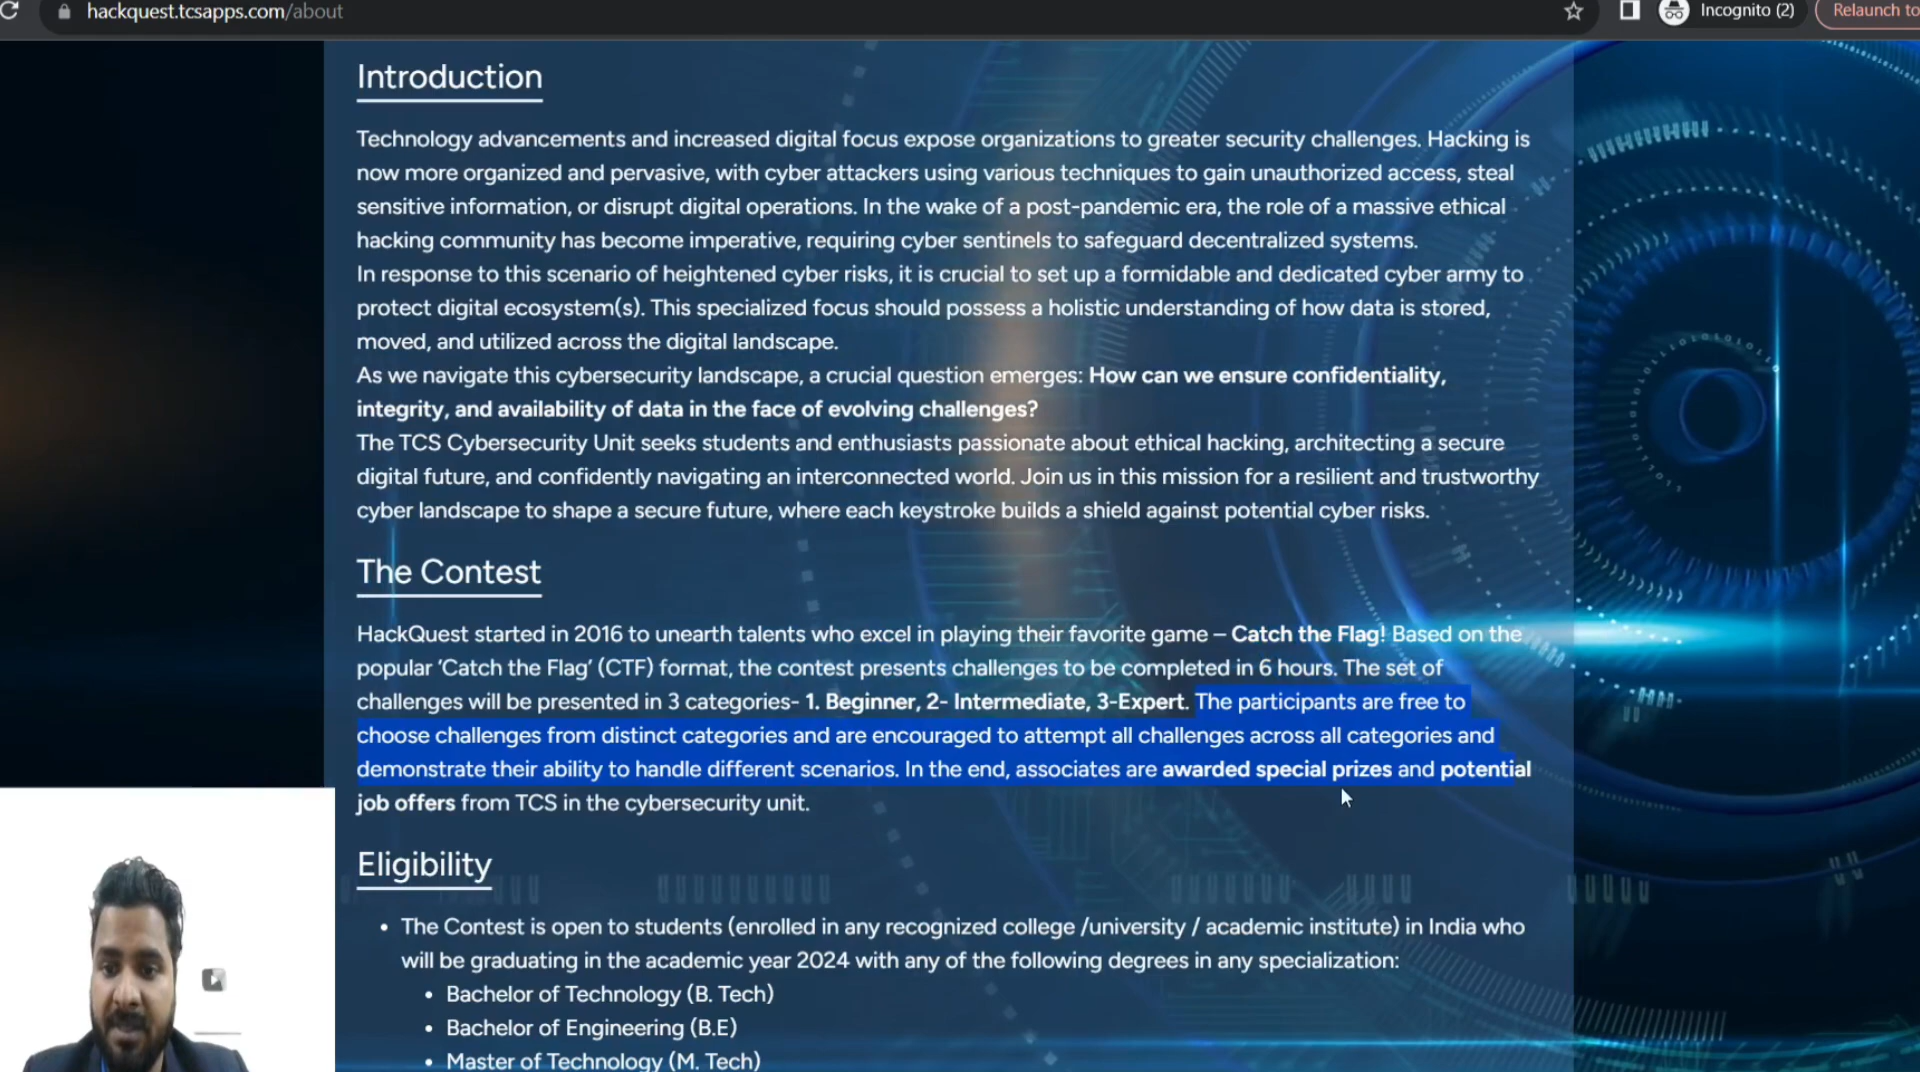 hackquest.tcsapps.com/about
Incognito (2)
Relaunch to
Introduction
Technology advancements and increased digital focus expose organizations to greater security challenges. Hacking is
now more organized and pervasive, with cyber attackers using various techniques to gain unauthorized access, steal
sensitive information, or disrupt digital operations. In the wake of a post-pandemic era, the role of a massive ethical
hacking community has become imperative, requiring cyber sentinels to safeguard decentralized systems.
In response to this scenario of heightened cyber risks, it is crucial to set up a formidable and dedicated cyber army to
protect digital ecosystem(s). This specialized focus should possess a holistic understanding of how data is stored,
moved, and utilized across the digital landscape.
As we navigate this cybersecurity landscape, a crucial question emerges: How can we ensure confidentiality,
integrity, and availability of data in the face of evolving challenges?
The TCS Cybersecurity Unit seeks students and enthusiasts passionate about ethical hacking, architecting a secure
digital future, and confidently navigating an interconnected world. Join us in this mission for a resilient and trustworthy
cyber landscape to shape a secure future, where each keystroke builds a shield against potential cyber risks.
The Contest
HackQuest started in 2016 to unearth talents who excel in playing their favorite game – Catch the Flag! Based on the
popular ‘Catch the Flag’ (CTF) format, the contest presents challenges to be completed in 6 hours. The set of
challenges will be presented in 3 categories- 1. Beginner, 2- Intermediate, 3-Expert. The participants are free to
choose challenges from distinct categories and are encouraged to attempt all challenges across all categories and
demonstrate their ability to handle different scenarios. In the end, associates are awarded special prizes and potential
job offers from TCS in the cybersecurity unit.
Eligibility
• The Contest is open to students (enrolled in any recognized college /university / academic institute) in India who
will be graduating in the academic year 2024 with any of the following degrees in any specialization:
• Bachelor of Technology (B. Tech)
• Bachelor of Engineering (B.E)
• Master of Technology (M. Tech)